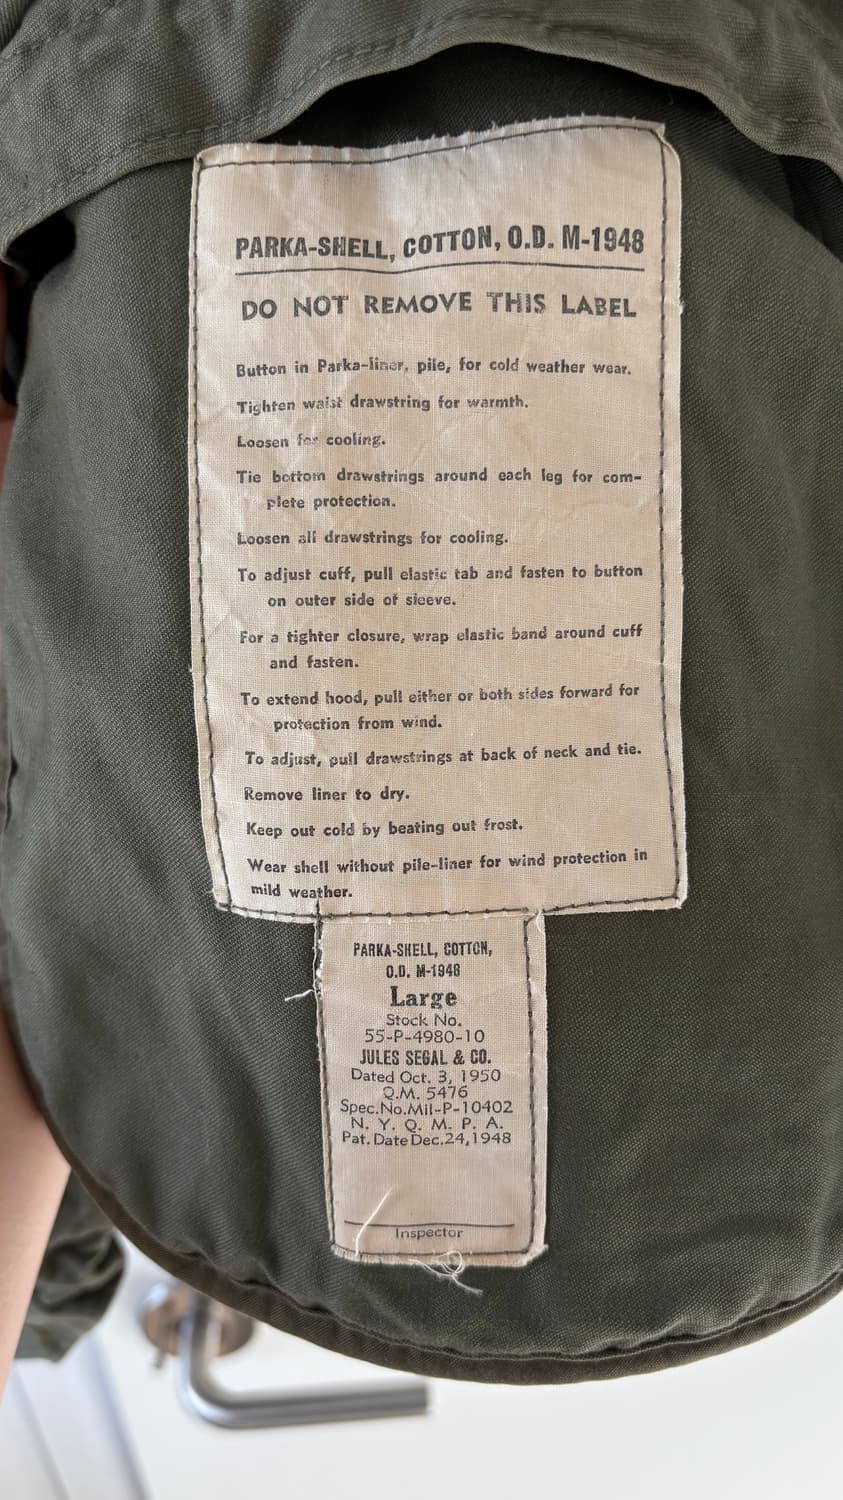 PARKA-SHELL, COTTON, O.D. M-1948
DO NOT REMOVE THIS LABEL
Button in Parka-liner, pile, for cold weather wear.
Tighten waist drawstring for warmth.
Loosen for cooling.
Tie bottom drawstrings around each leg for com-
plete protection.
Loosen all drawstrings for cooling.
To adjust cuff, pull elastic tab and fasten to button
on outer side of sleeve.
For a tighter closure, wrap elastic band around cuff
and fasten.
To extend hood, pull either or both sides forward for
protection from wind.
To adjust, pull drawstrings at back of neck and tie.
Remove liner to dry.
Keep out cold by beating out frost.
Wear shell without pile-liner for wind protection in
mild weather.
PARKA-SHELL, COTTON,
O.D. M-1948
Large
Stock No.
55-P-4980-10
JULES SEGAL & CO.
Dated Oct. 3, 1950
Q.M. 5476
Spec.No.Mil-P-10402
N. Y. Q. M. P. A.
Pat. Date Dec.24,1948
Inspector